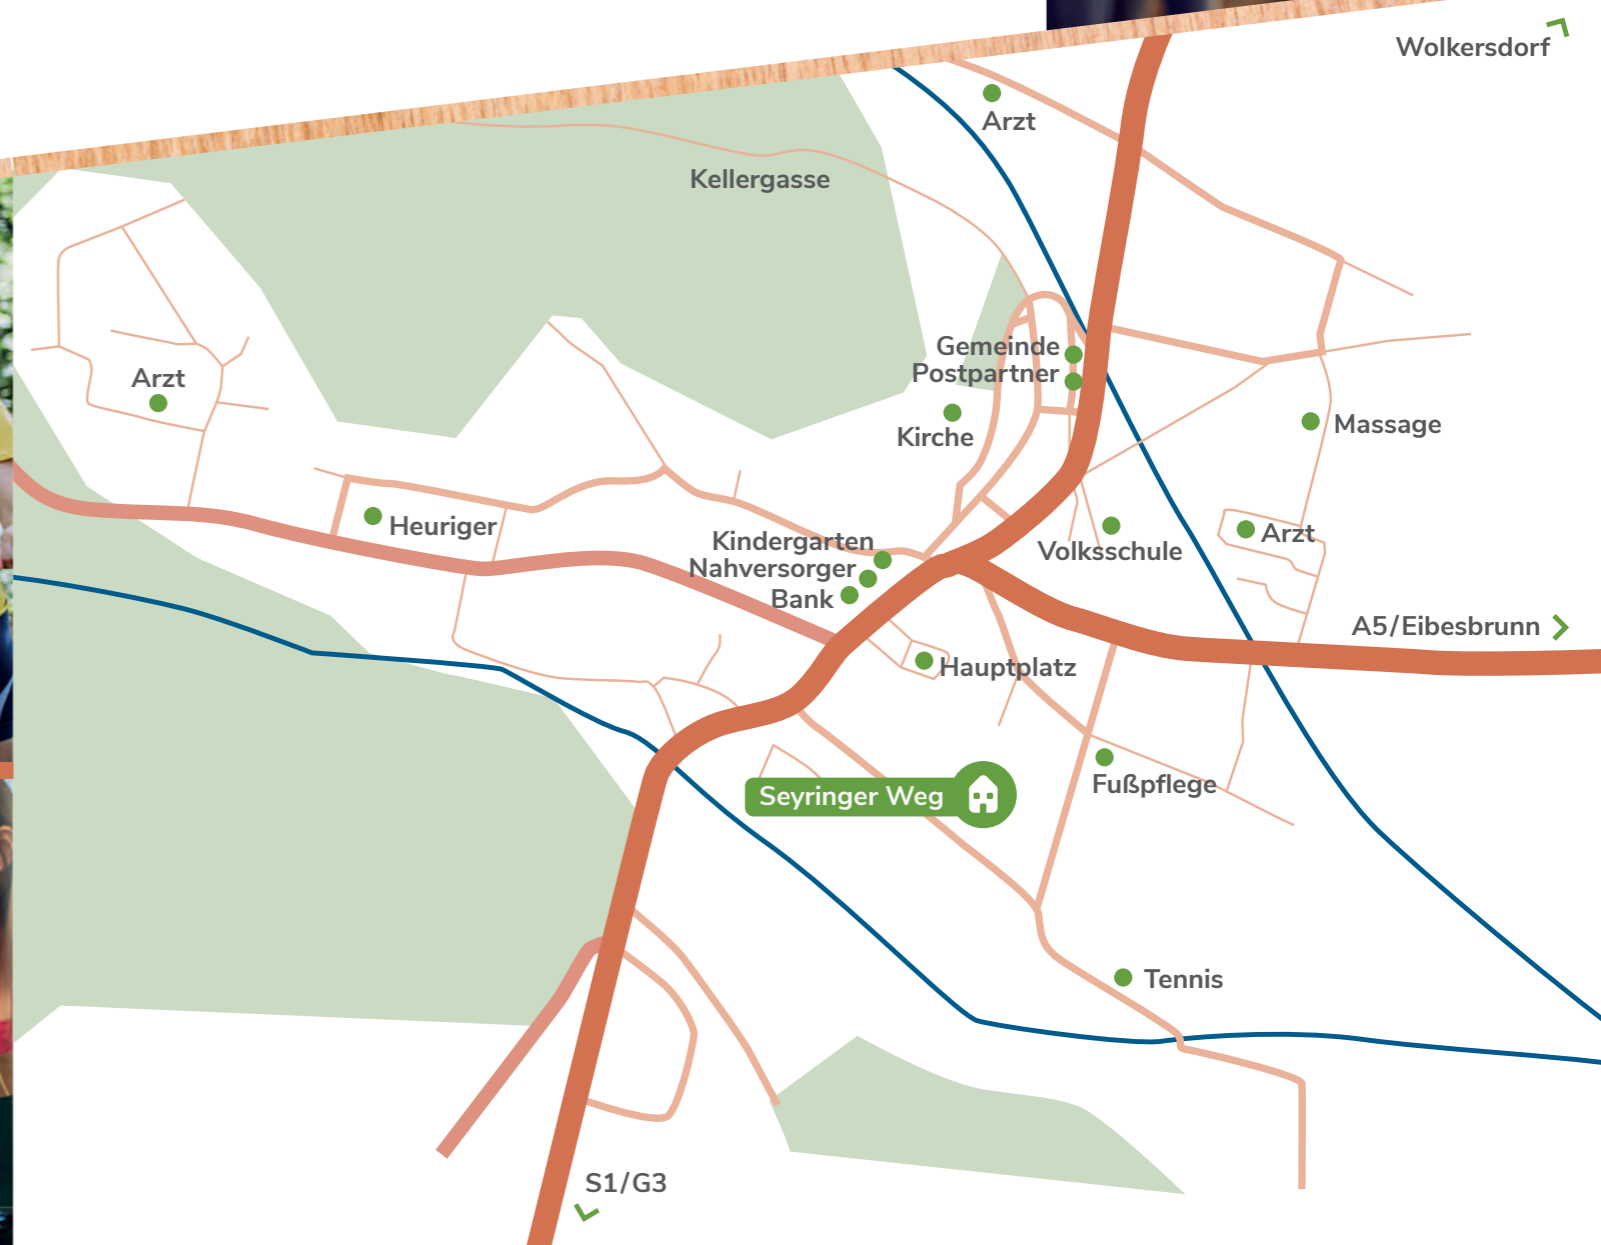 Wolkersdorf
Arzt
Kellergasse
Gemeinde
Postpartner
Arzt
Kirche
Massage
Heuriger
Kindergarten
Nahversorger
Bank
Volksschule
Arzt
A5/Eibesbrunn
Hauptplatz
Seyringer Weg
Fußpflege
Tennis
S1/G3